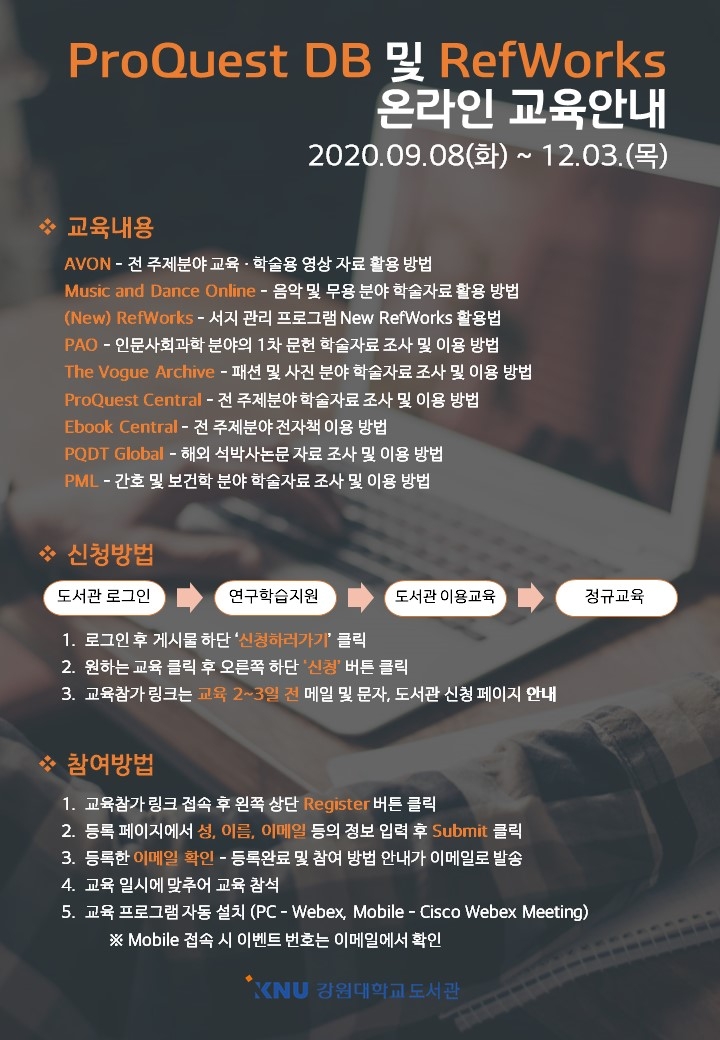 ProQuest DB 및 RefWorks
온라인 교육안내
2020.09.08(화) ~ 12.03.(목)
❖ 교육내용
AVON – 전 주제분야 교육 · 학술용 영상 자료 활용 방법
Music and Dance Online – 음악 및 무용 분야 학술자료 활용 방법
(New) RefWorks – 서지 관리 프로그램 New RefWorks 활용법
PAO – 인문사회과학 분야의 1차 문헌 학술자료 조사 및 이용 방법
The Vogue Archive – 패션 및 사진 분야 학술자료 조사 및 이용 방법
ProQuest Central – 전 주제분야 학술자료 조사 및 이용 방법
Ebook Central – 전 주제분야 전자책 이용 방법
PQDT Global – 해외 석박사논문 자료 조사 및 이용 방법
PML – 간호 및 보건학 분야 학술자료 조사 및 이용 방법
❖ 신청방법
도서관 로그인 연구학습지원 도서관 이용교육 정규교육
1. 로그인 후 게시물 하단 ‘신청하러가기’ 클릭
2. 원하는 교육 클릭 후 오른쪽 하단 ‘신청’ 버튼 클릭
3. 교육참가 링크는 교육 2~3일 전 메일 및 문자, 도서관 신청 페이지 안내
❖ 참여방법
1. 교육참가 링크 접속 후 왼쪽 상단 Register 버튼 클릭
2. 등록 페이지에서 성, 이름, 이메일 등의 정보 입력 후 Submit 클릭
3. 등록한 이메일 확인 – 등록완료 및 참여 방법 안내가 이메일로 발송
4. 교육 일시에 맞추어 교육 참석
5. 교육 프로그램 자동 설치 (PC – Webex, Mobile – Cisco Webex Meeting)
※ Mobile 접속 시 이벤트 번호는 이메일에서 확인
KNU 강원대학교 도서관